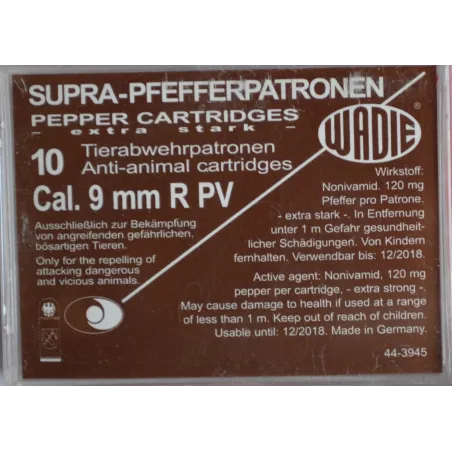 SUPRA-PFEFFERPATRONEN
PEPPER CARTRIDGES
- extra stark -
10 Tierabwehrpatronen
Anti-animal cartridges
Cal. 9 mm R PV
WADIE
®
Ausschließlich zur Bekämpfung
von angreifenden gefährlichen,
bösartigen Tieren.
Only for the repelling of
attacking dangerous
and vicious animals.
Wirkstoff:
Nonivamid. 120 mg
Pfeffer pro Patrone.
- extra stark -. In Entfernung
unter 1 m Gefahr gesundheit-
licher Schädigungen. Von Kindern
fernhalten. Verwendbar bis: 12/2018.
Active agent: Nonivamid, 120 mg
pepper per cartridge, - extra strong -.
May cause damage to health if used at a range
of less than 1 m. Keep out of reach of children.
Usable until: 12/2018. Made in Germany.
44-3945